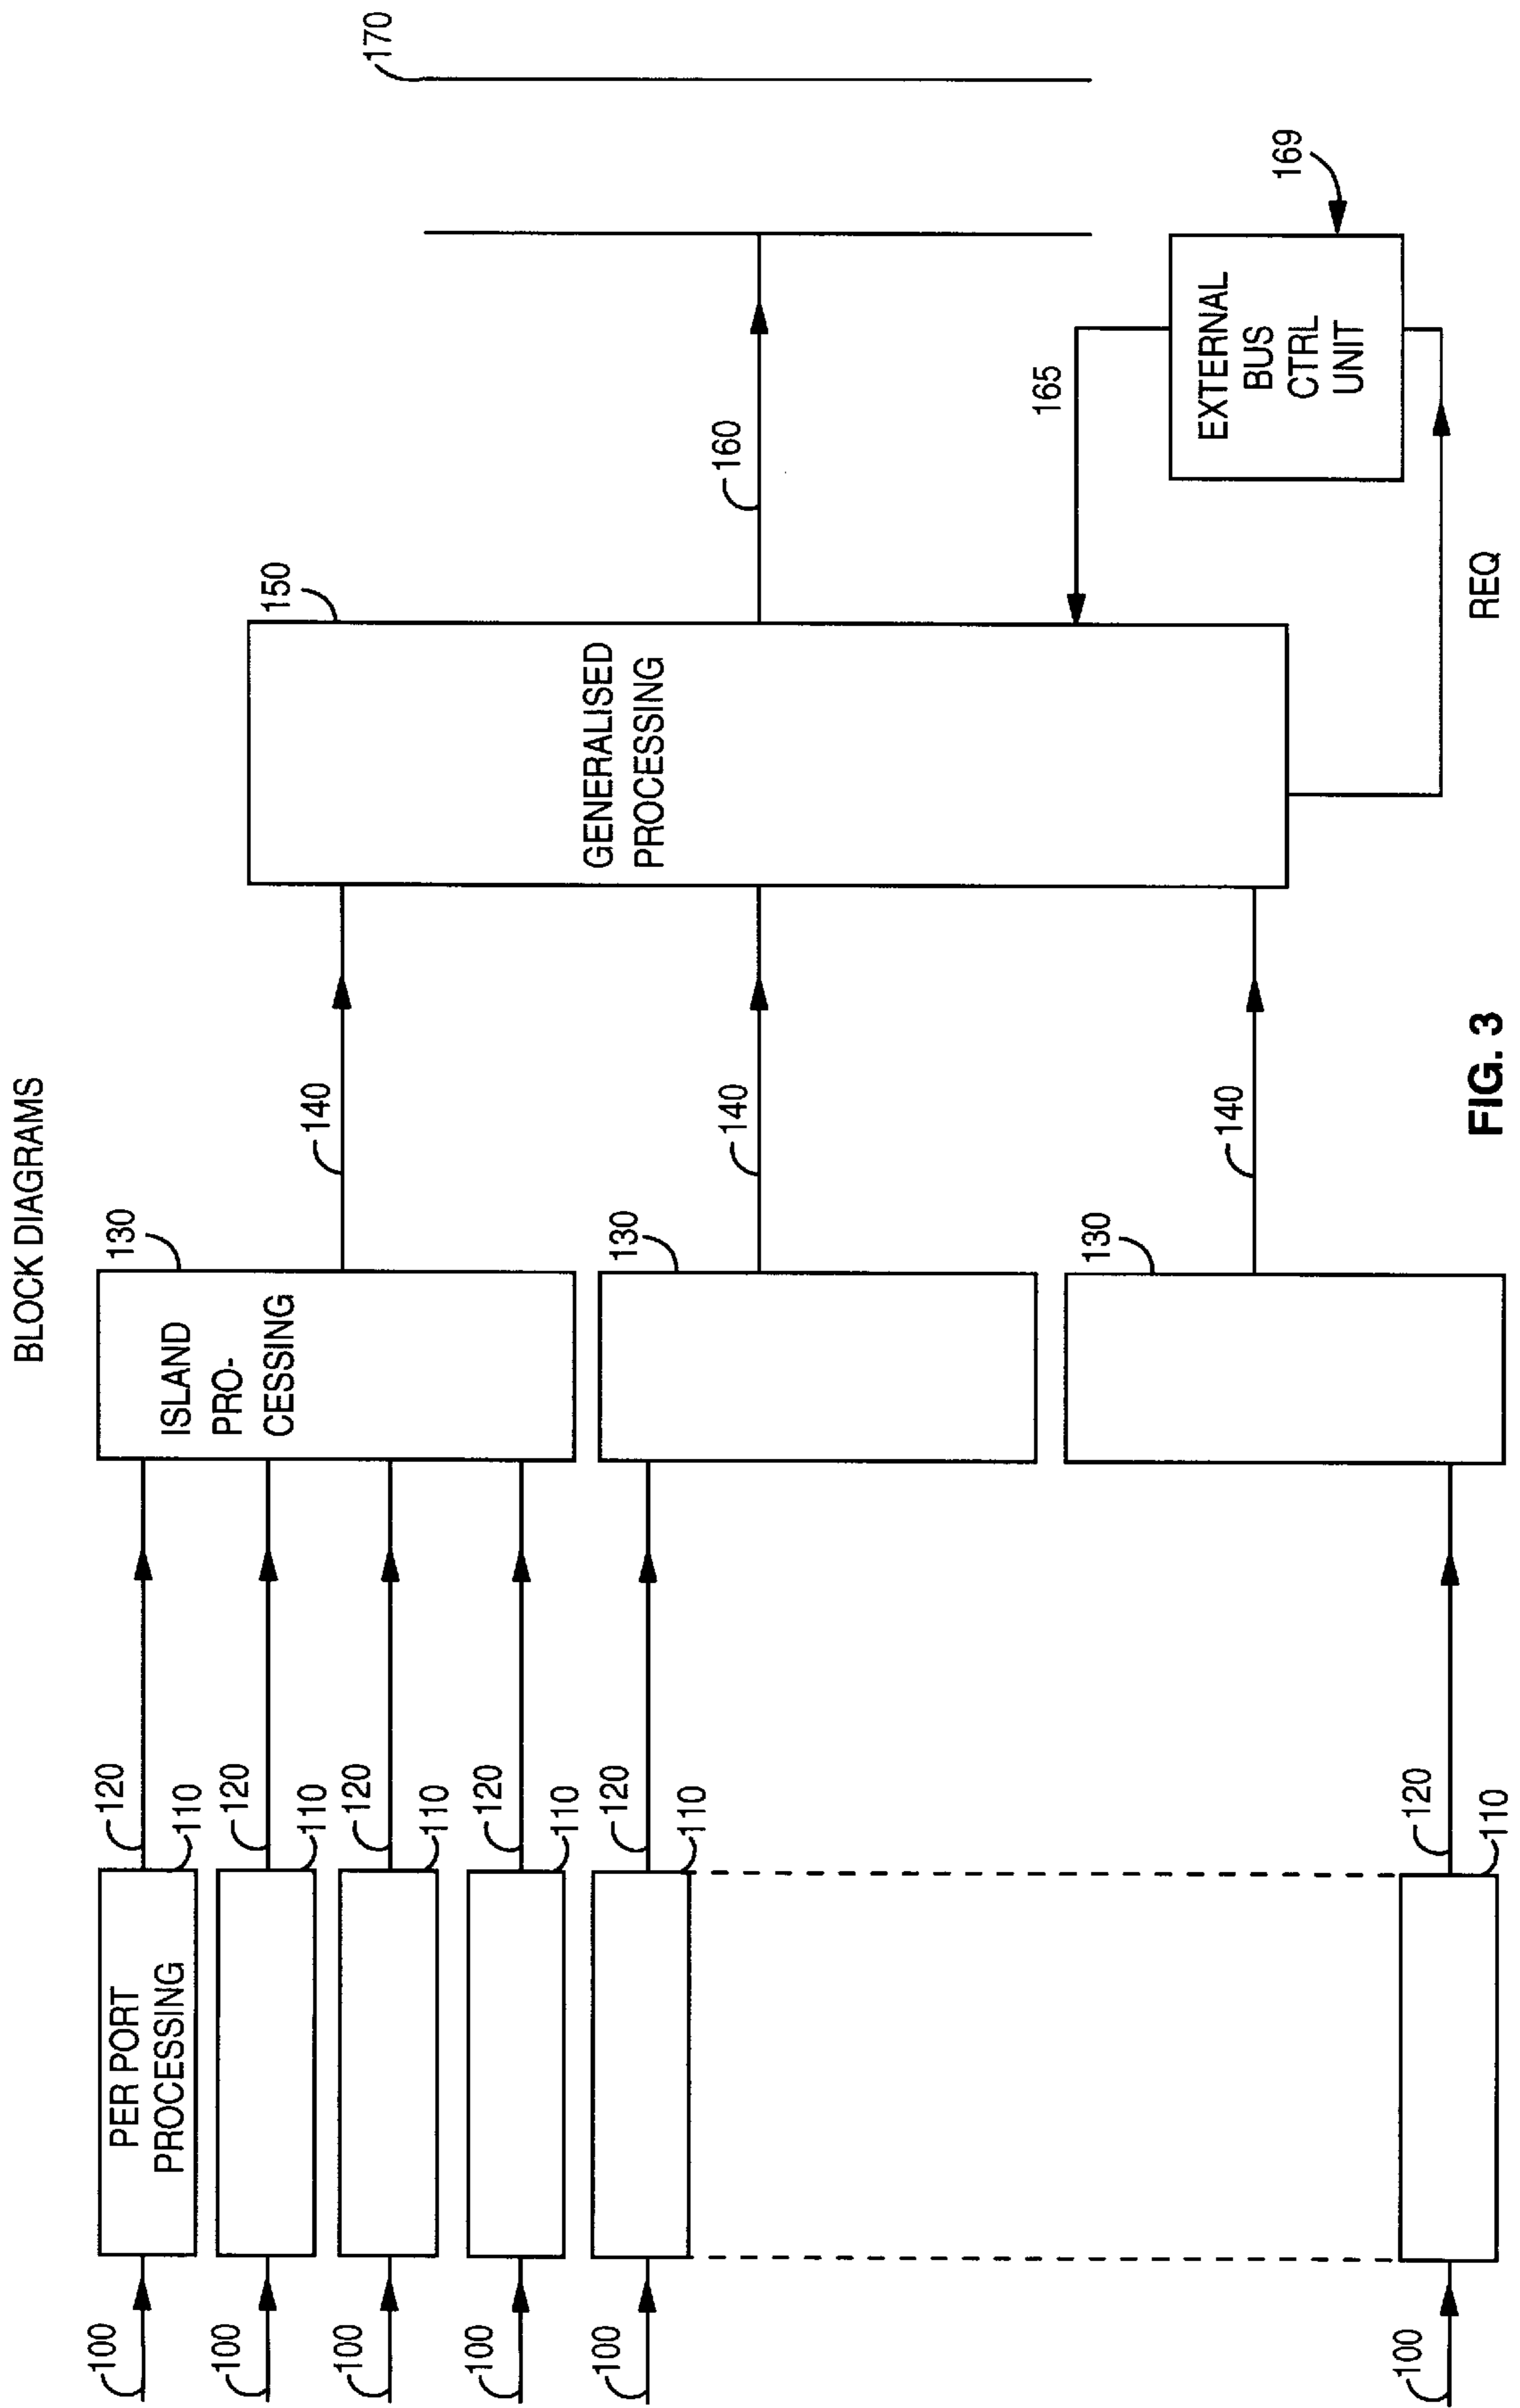 BLOCK DIAGRAMS
100
100
100
100
100
100
PER PORT
PROCESSING
110
110
110
110
110
110
120
120
120
120
120
120
ISLAND
PRO-
CESSING
130
130
130
140
140
140
GENERALISED
PROCESSING
150
160
165
REQ
EXTERNAL
BUS
CTRL
UNIT
169
170
FIG. 3